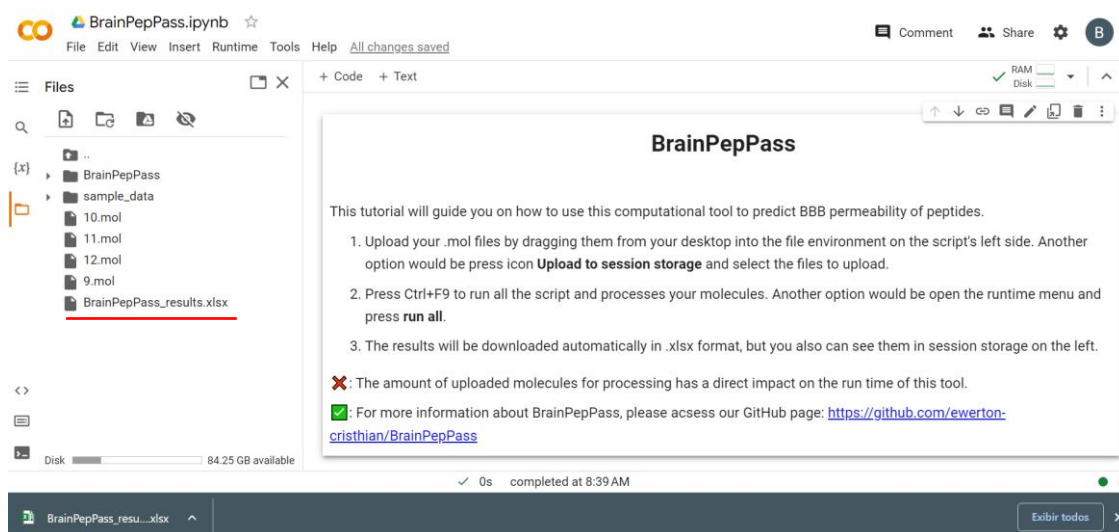 BrainPepPass.ipynb
Comment
Share
B
File Edit View Insert Runtime Tools Help All changes saved
Files
+ Code + Text
RAM
Disk
..
{x}
BrainPepPass
sample_data
10.mol
11.mol
12.mol
9.mol
BrainPepPass_results.xlsx
Disk
84.25 GB available
BrainPepPass
This tutorial will guide you on how to use this computational tool to predict BBB permeability of peptides.
1. Upload your .mol files by dragging them from your desktop into the file environment on the script's left side. Another
option would be press icon Upload to session storage and select the files to upload.
2. Press Ctrl+F9 to run all the script and processes your molecules. Another option would be open the runtime menu and
press run all.
3. The results will be downloaded automatically in .xlsx format, but you also can see them in session storage on the left.
❌: The amount of uploaded molecules for processing has a direct impact on the run time of this tool.
✅: For more information about BrainPepPass, please acsess our GitHub page: https://github.com/ewerton-
cristhian/BrainPepPass
0s completed at 8:39 AM
BrainPepPass_resu....xlsx
Exibir todos